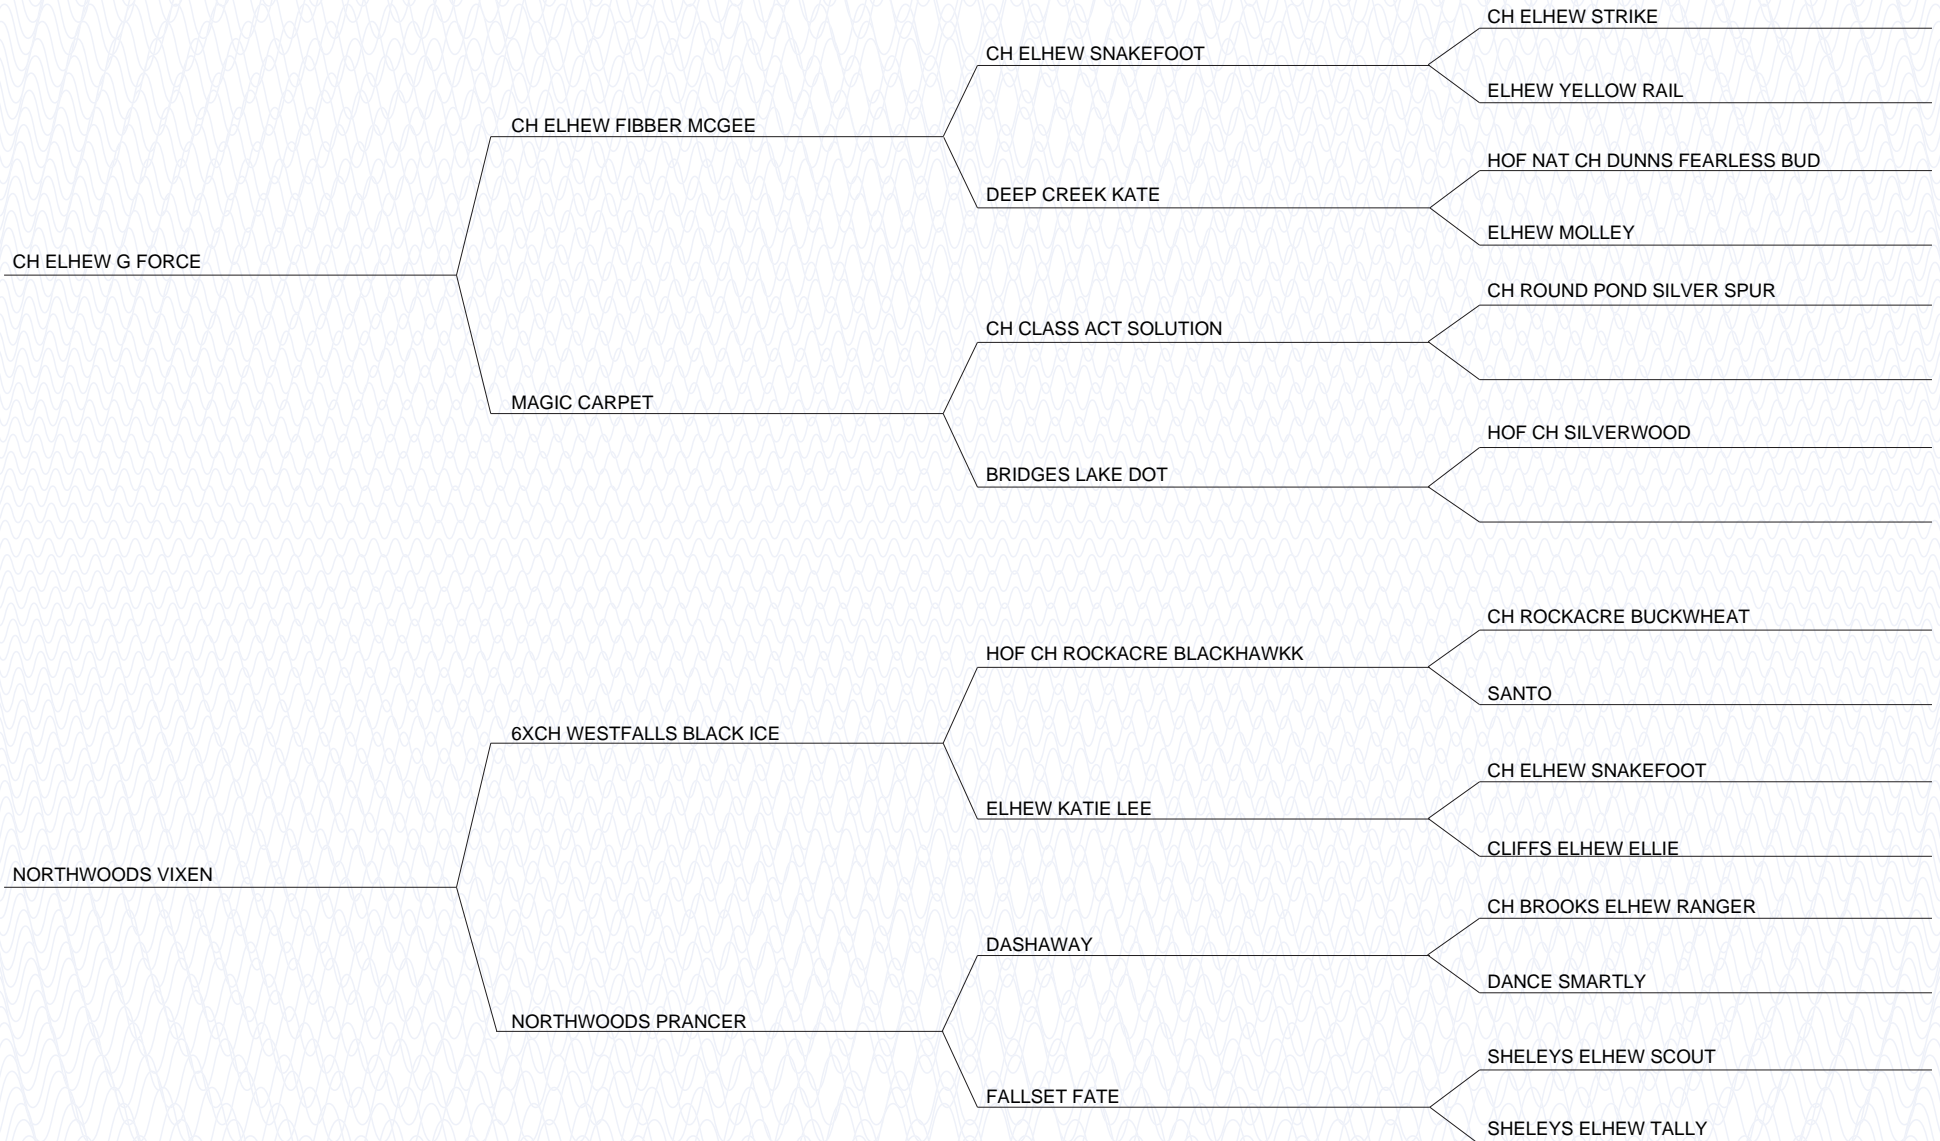 CH ELHEW STRIKE
CH ELHEW SNAKEFOOT
ELHEW YELLOW RAIL
CH ELHEW FIBBER MCGEE
HOF NAT CH DUNNS FEARLESS BUD
DEEP CREEK KATE
ELHEW MOLLEY
CH ELHEW G FORCE
CH ROUND POND SILVER SPUR
CH CLASS ACT SOLUTION
MAGIC CARPET
HOF CH SILVERWOOD
BRIDGES LAKE DOT
CH ROCKACRE BUCKWHEAT
HOF CH ROCKACRE BLACKHAWKK
SANTO
6XCH WESTFALLS BLACK ICE
CH ELHEW SNAKEFOOT
ELHEW KATIE LEE
CLIFFS ELHEW ELLIE
NORTHWOODS VIXEN
CH BROOKS ELHEW RANGER
DASHAWAY
DANCE SMARTLY
NORTHWOODS PRANCER
SHELEYS ELHEW SCOUT
FALLSET FATE
SHELEYS ELHEW TALLY